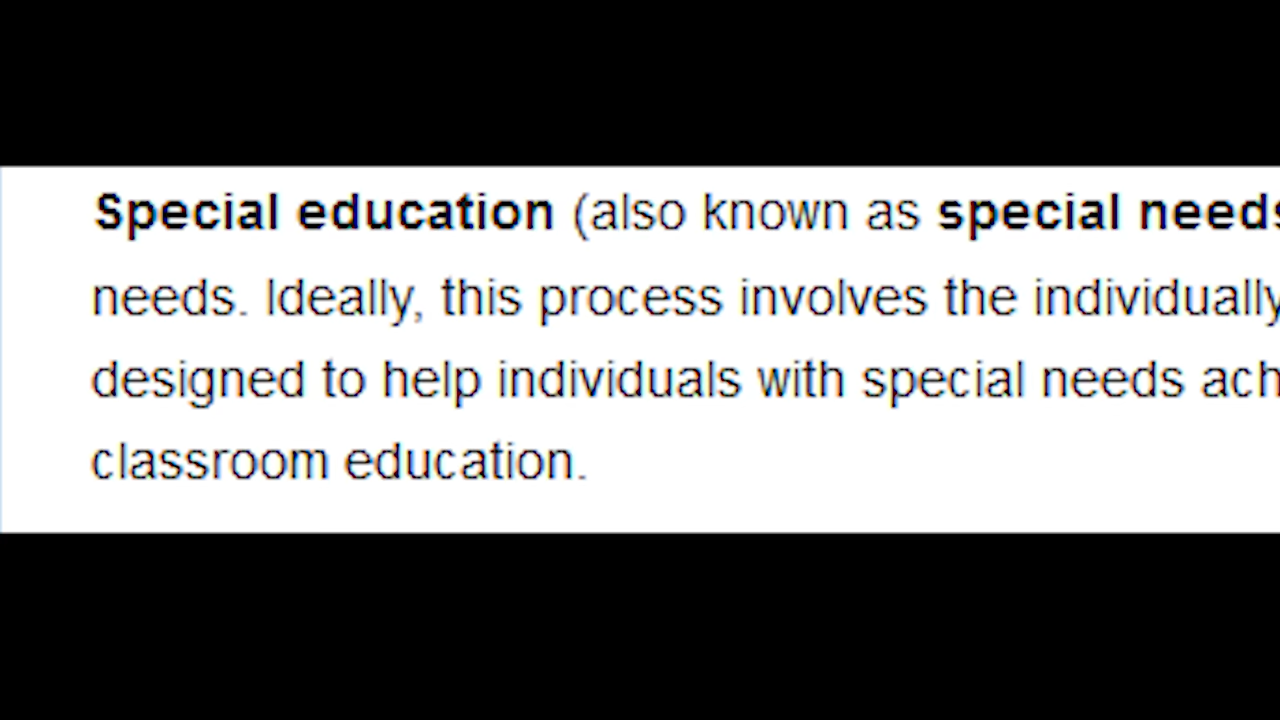 Special education (also known as special needs
needs. Ideally, this process involves the individually
designed to help individuals with special needs ach
classroom education.